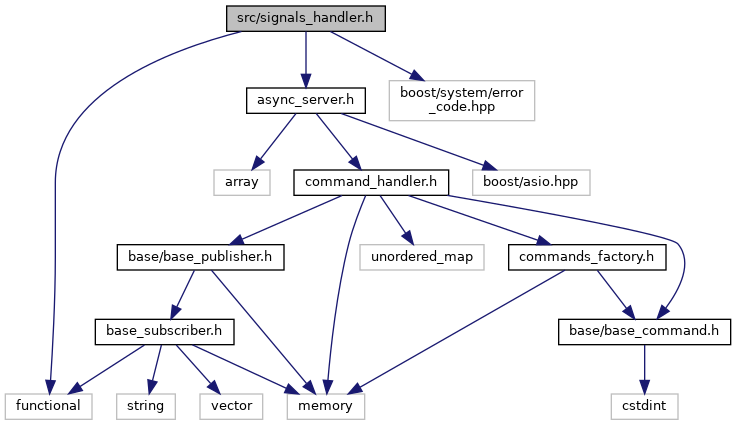 src/signals_handler.h
boost/system/error
_code.hpp
async_server.h
array
command_handler.h
boost/asio.hpp
base/base_publisher.h
unordered_map
commands_factory.h
base_subscriber.h
base/base_command.h
functional
string
vector
memory
cstdint